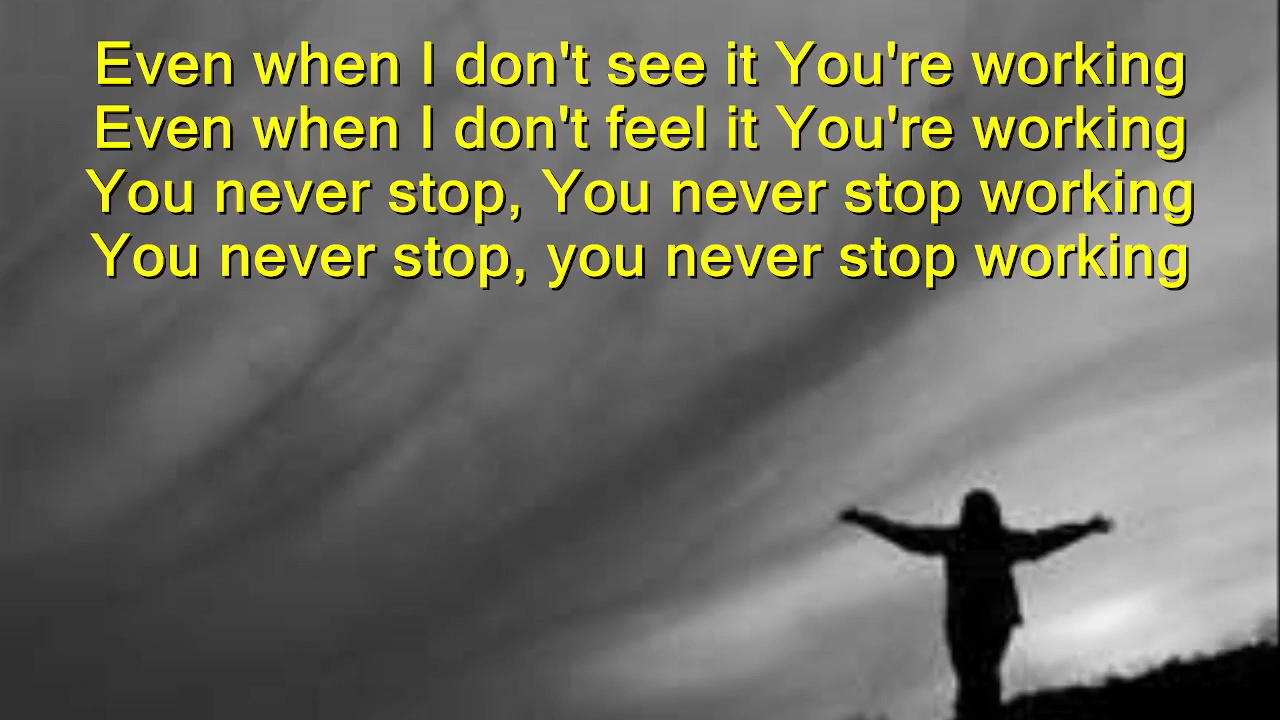 Even when I don't see it You're working
Even when I don't feel it You're working
You never stop, You never stop working
You never stop, you never stop working